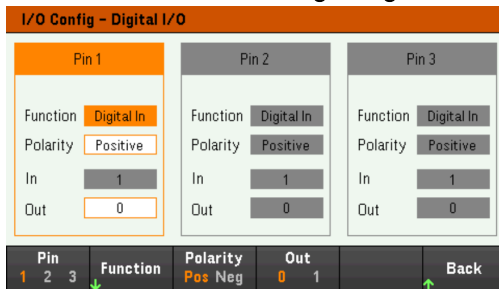 I/O Config - Digital I/O
Pin 1
Function Digital In
Polarity Positive
In 1
Out 0
Pin 2
Function Digital In
Polarity Positive
In 1
Out 0
Pin 3
Function Digital In
Polarity Positive
In 1
Out 0
Pin
1 2 3
Function
Polarity
Pos Neg
Out
0 1
Back